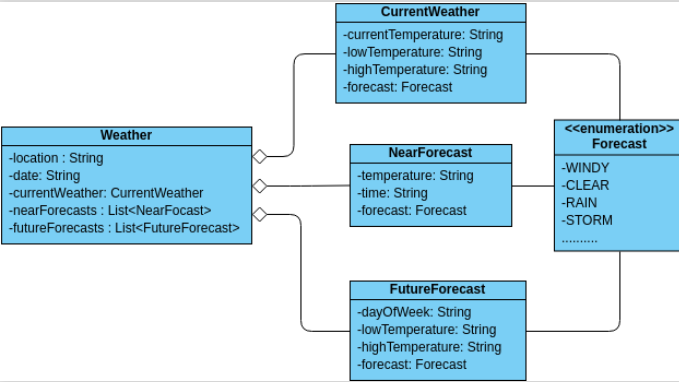 CurrentWeather
-currentTemperature: String
-lowTemperature: String
-highTemperature: String
-forecast: Forecast
Weather
-location : String
-date: String
-currentWeather: CurrentWeather
-nearForecasts : List<NearFocast>
-futureForecasts : List<FutureForecast>
NearForecast
-temperature: String
-time: String
-forecast: Forecast
<<enumeration>>
Forecast
-WINDY
-CLEAR
-RAIN
-STORM
..........
FutureForecast
-dayOfWeek: String
-lowTemperature: String
-highTemperature: String
-forecast: Forecast